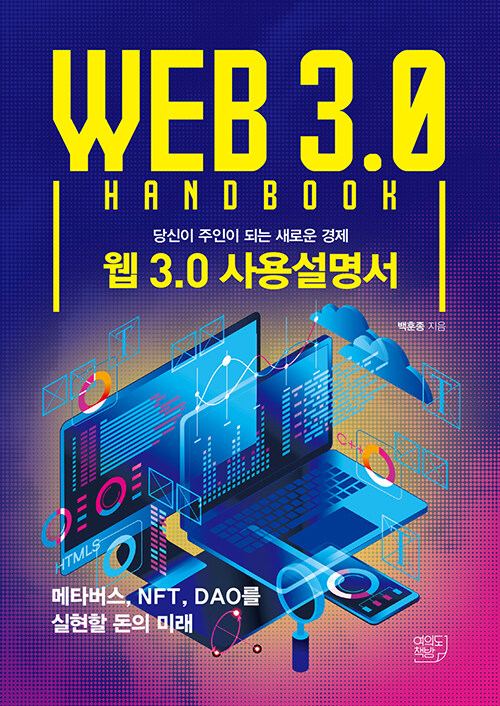 WEB 3.0
HANDBOOK
당신이 주인이 되는 새로운 경제
웹 3.0 사용설명서
백훈종 지음
T
C++
T
HTML5
T
메타버스, NFT, DAO를
실현할 돈의 미래
여의도
책방